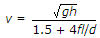 v = √gh / 1.5 + 4fl/d